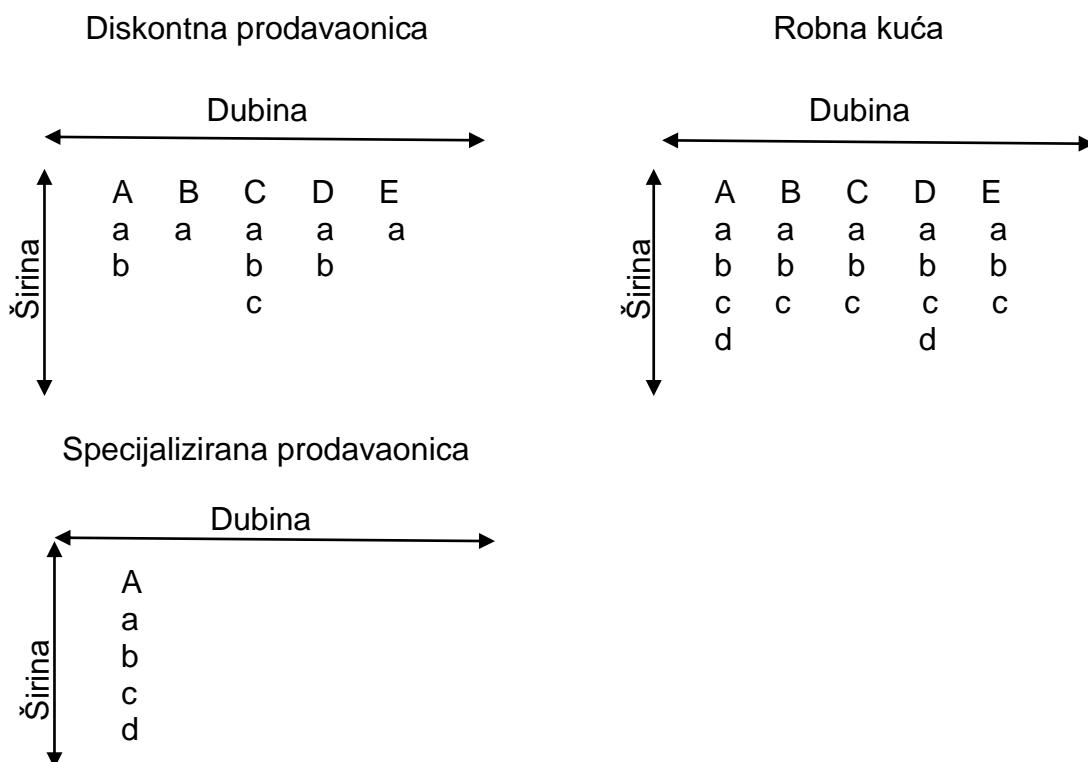 Diskontna prodavaonica
Dubina
Širina
A B C D E
a a a a a
b b b
c
Robna kuća
Dubina
Širina
A B C D E
a a a a a
b b b b b
c c c c c
d d
Specijalizirana prodavaonica
Dubina
Širina
A
a
b
c
d